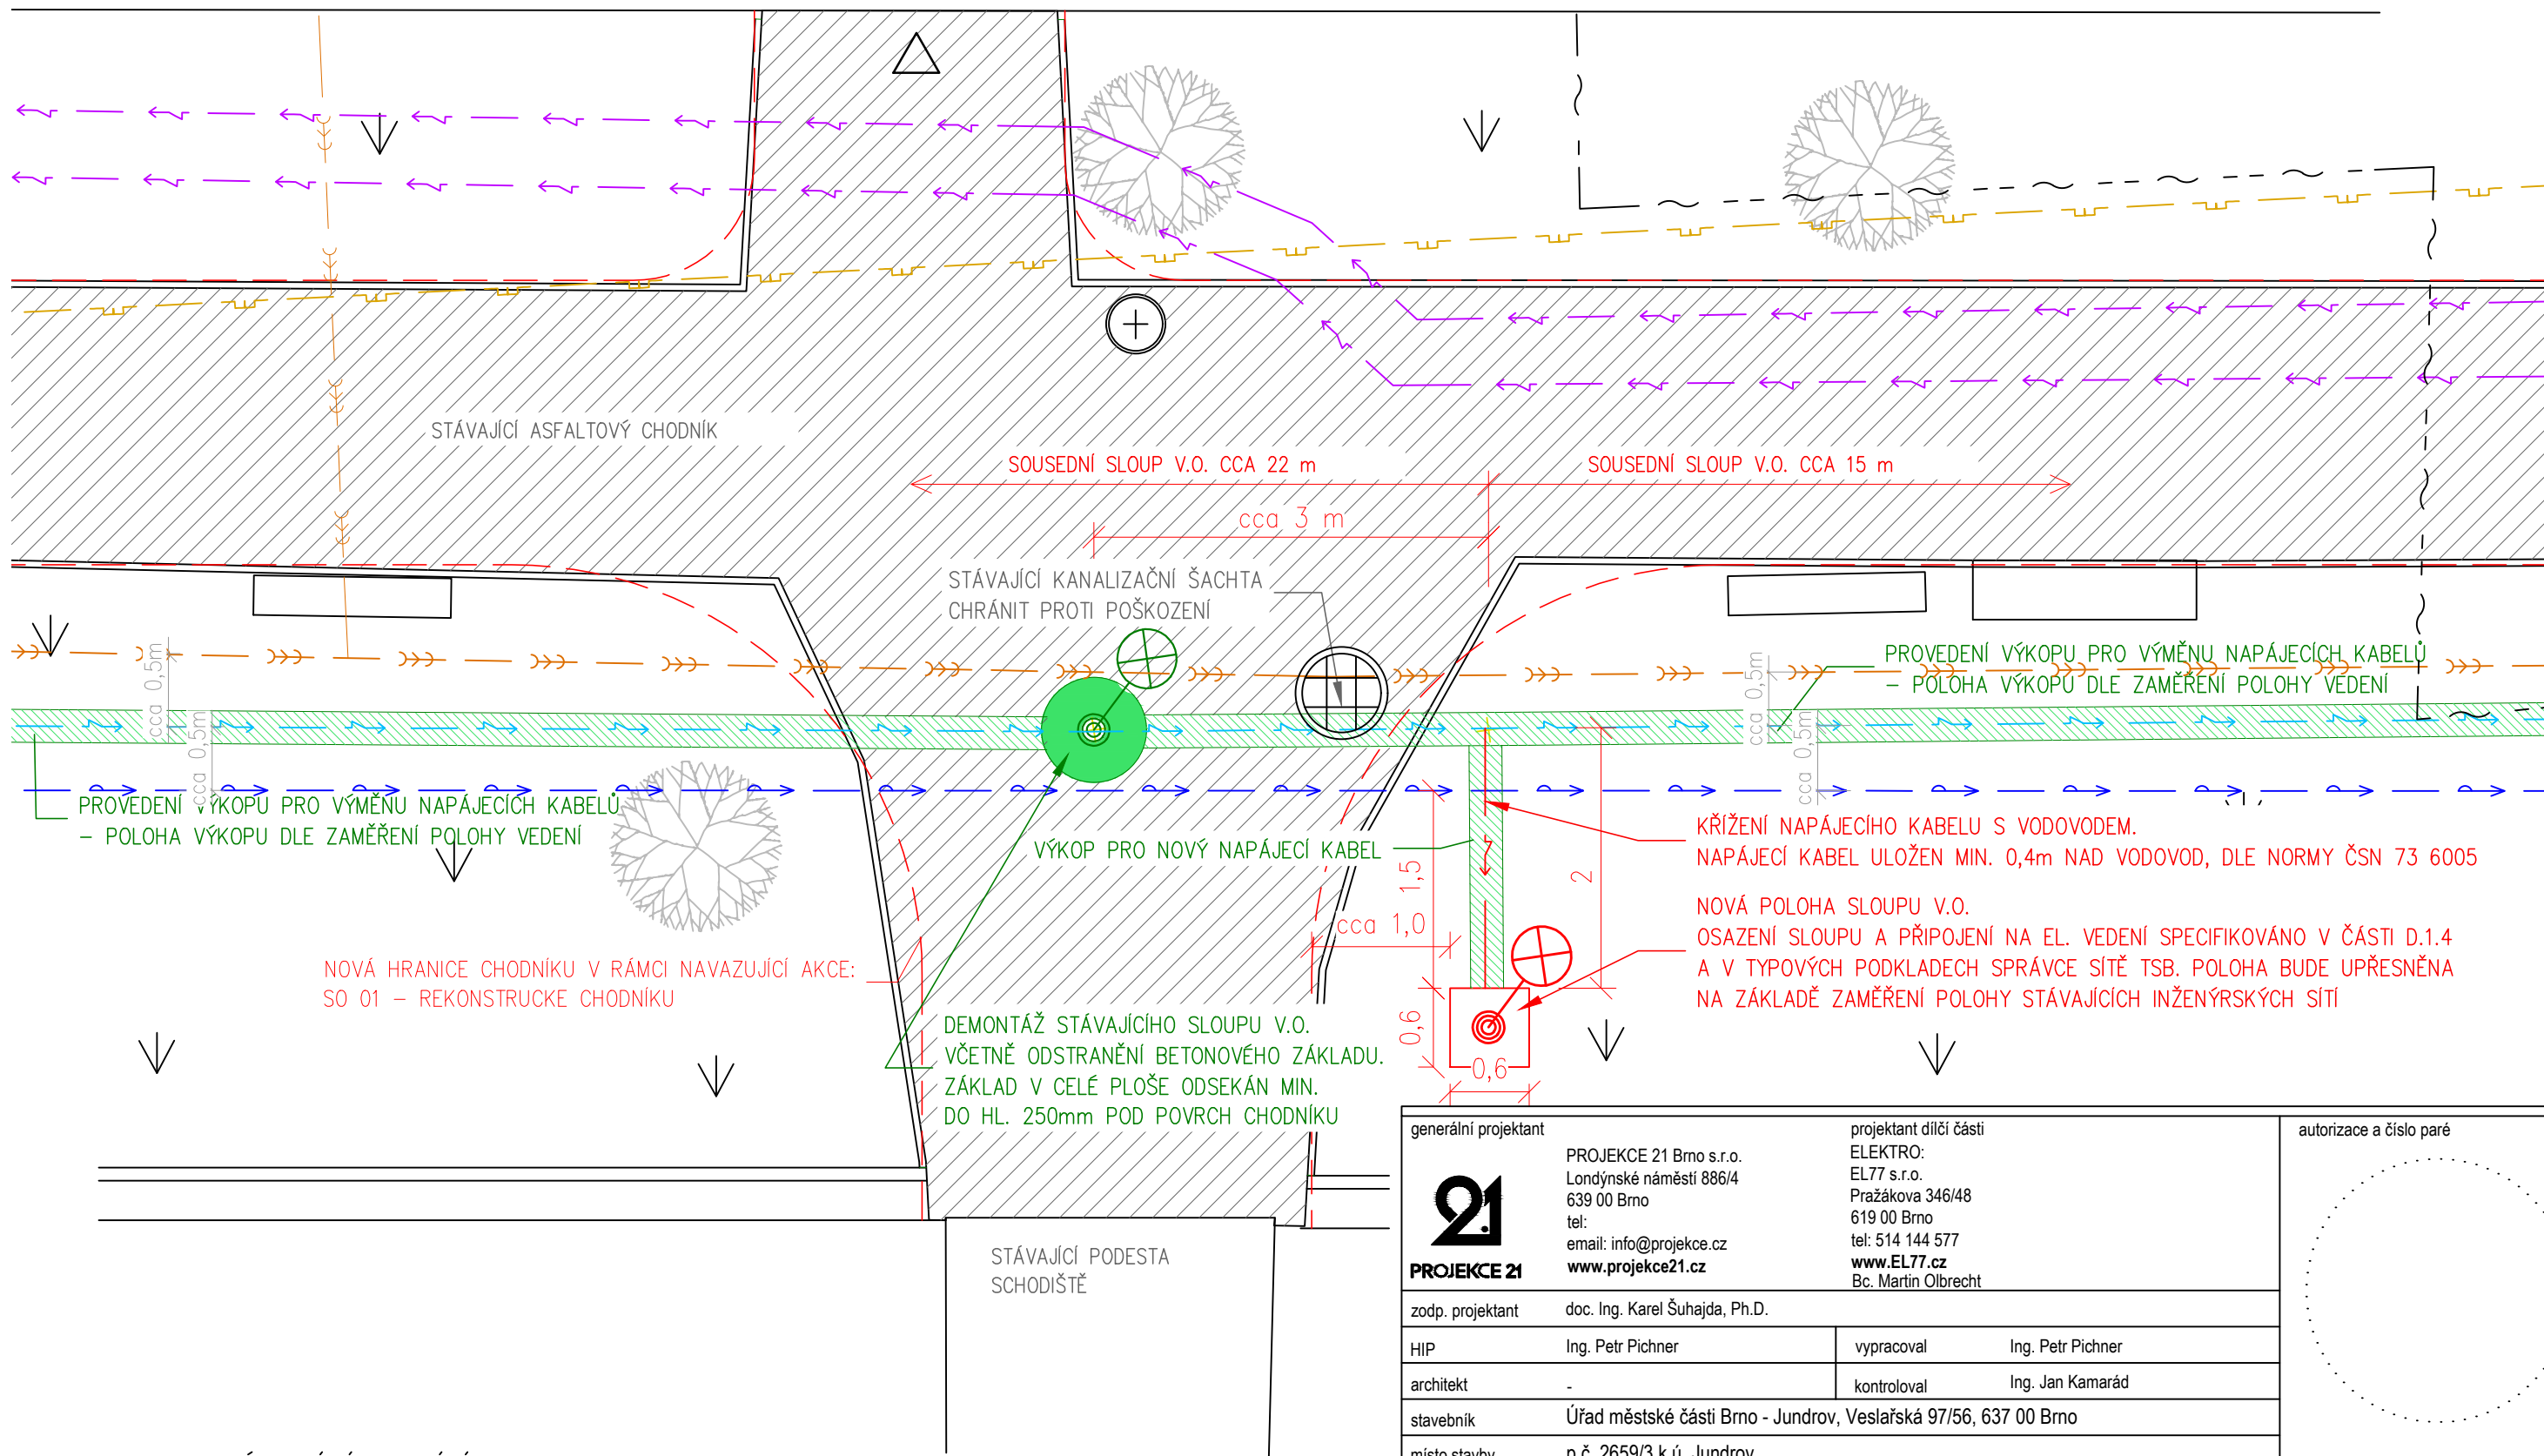 STÁVAJÍCÍ ASFALTOVÝ CHODNÍK
SOUSEDNÍ SLOUP V.O. CCA 22 m
SOUSEDNÍ SLOUP V.O. CCA 15 m
cca 3 m
STÁVAJÍCÍ KANALIZAČNÍ ŠACHTA
CHRÁNIT PROTI POŠKOZENÍ
cca 0,5m
cca 0,5m
PROVEDENÍ VÝKOPU PRO VÝMĚNU NAPÁJECÍCH KABELŮ
– POLOHA VÝKOPU DLE ZAMĚŘENÍ POLOHY VEDENÍ
cca 0,5m
cca 0,5m
PROVEDENÍ VÝKOPU PRO VÝMĚNU NAPÁJECÍCH KABELŮ
– POLOHA VÝKOPU DLE ZAMĚŘENÍ POLOHY VEDENÍ
VÝKOP PRO NOVÝ NAPÁJECÍ KABEL
1,5
2
cca 1,0
0,6
0,6
KŘÍŽENÍ NAPÁJECÍHO KABELU S VODOVODEM.
NAPÁJECÍ KABEL ULOŽEN MIN. 0,4m NAD VODOVOD, DLE NORMY ČSN 73 6005
NOVÁ POLOHA SLOUPU V.O.
OSAZENÍ SLOUPU A PŘIPOJENÍ NA EL. VEDENÍ SPECIFIKOVÁNO V ČÁSTI D.1.4
A V TYPOVÝCH PODKLADECH SPRÁVCE SÍTĚ TSB. POLOHA BUDE UPŘESNĚNA
NA ZÁKLADĚ ZAMĚŘENÍ POLOHY STÁVAJÍCÍCH INŽENÝRSKÝCH SÍTÍ
NOVÁ HRANICE CHODNÍKU V RÁMCI NAVAZUJÍCÍ AKCE:
SO 01 – REKONSTRUCKE CHODNÍKU
DEMONTÁŽ STÁVAJÍCÍHO SLOUPU V.O.
VČETNĚ ODSTRANĚNÍ BETONOVÉHO ZÁKLADU.
ZÁKLAD V CELÉ PLOŠE ODSEKÁN MIN.
DO HL. 250mm POD POVRCH CHODNÍKU
STÁVAJÍCÍ PODESTA
SCHODIŠTĚ
generální projektant
21
PROJEKCE 21
PROJEKCE 21 Brno s.r.o.
Londýnské náměstí 886/4
639 00 Brno
tel:
email: info@projekce.cz
www.projekce21.cz
projektant dílčí části
ELEKTRO:
EL77 s.r.o.
Pražákova 346/48
619 00 Brno
tel: 514 144 577
www.EL77.cz
Bc. Martin Olbrecht
autorizace a číslo paré
zodp. projektant doc. Ing. Karel Šuhajda, Ph.D.
HIP Ing. Petr Pichner vypracoval Ing. Petr Pichner
architekt - kontroloval Ing. Jan Kamarád
stavebník Úřad městské části Brno - Jundrov, Veslařská 97/56, 637 00 Brno
místo stavby p.č. 2659/3 k.ú. Jundrov